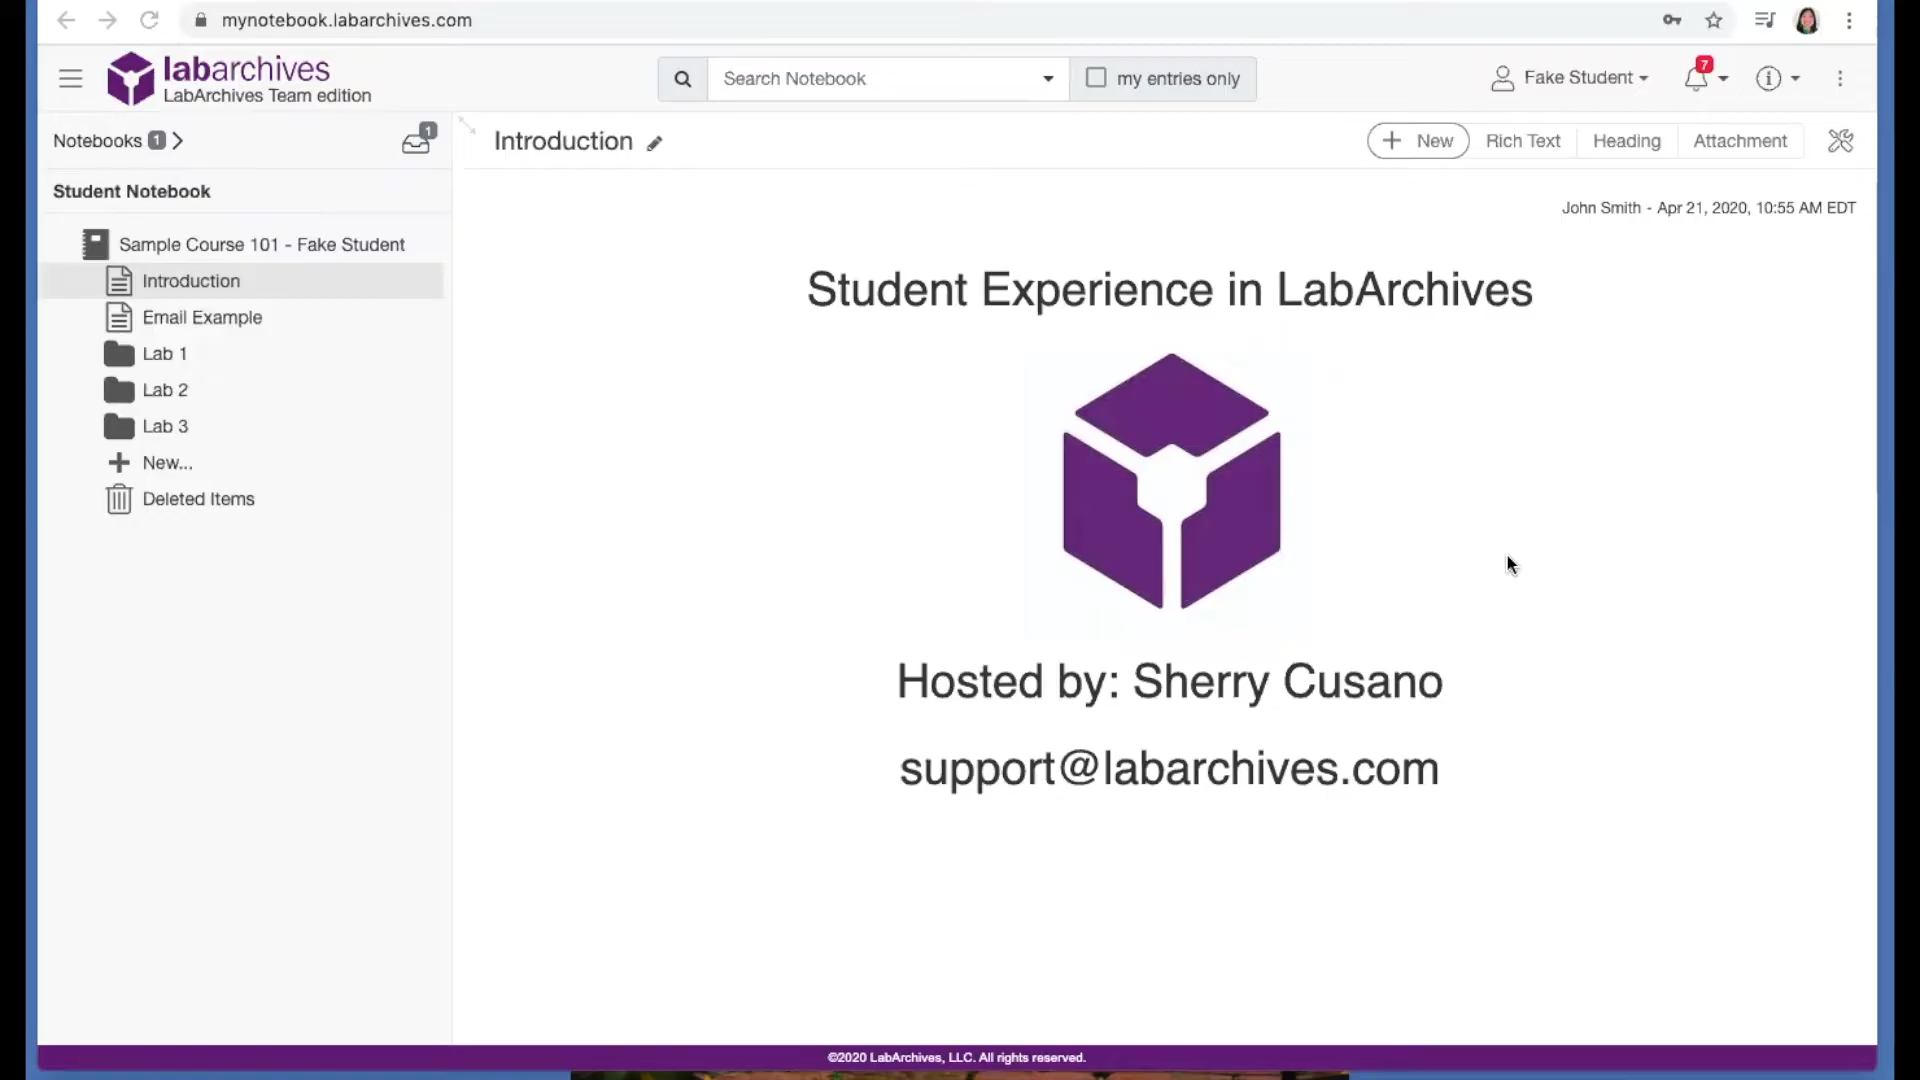 mynotebook.labarchives.com
labarchives
LabArchives Team edition
Search Notebook
my entries only
Fake Student
7
Notebooks 1
1
Introduction
New
Rich Text
Heading
Attachment
Student Notebook
John Smith - Apr 21, 2020, 10:55 AM EDT
Sample Course 101 - Fake Student
Introduction
Email Example
Lab 1
Lab 2
Lab 3
New...
Deleted Items
Student Experience in LabArchives
Hosted by: Sherry Cusano
support@labarchives.com
©2020 LabArchives, LLC. All rights reserved.